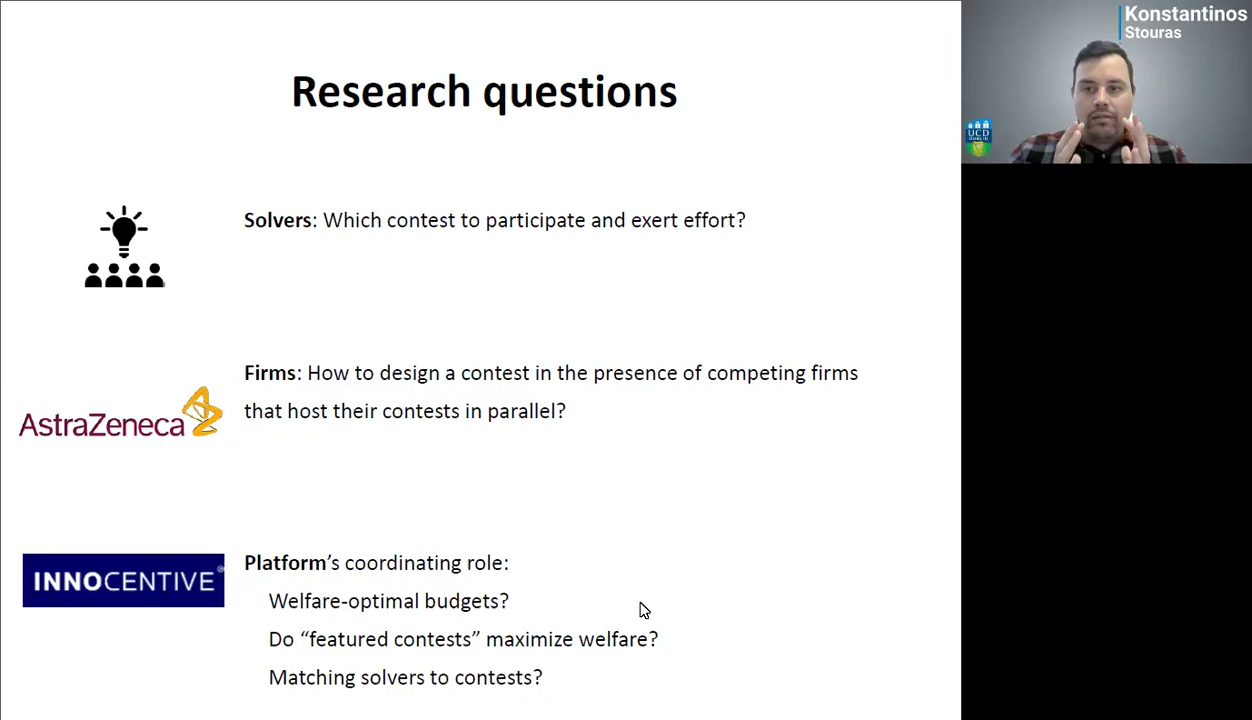 Konstantinos
Stouras
UCD
DUBLIN
Research questions
Solvers: Which contest to participate and exert effort?
Firms: How to design a contest in the presence of competing firms
that host their contests in parallel?
AstraZeneca
INNOCENTIVE®
Platform’s coordinating role:
Welfare-optimal budgets?
Do “featured contests” maximize welfare?
Matching solvers to contests?